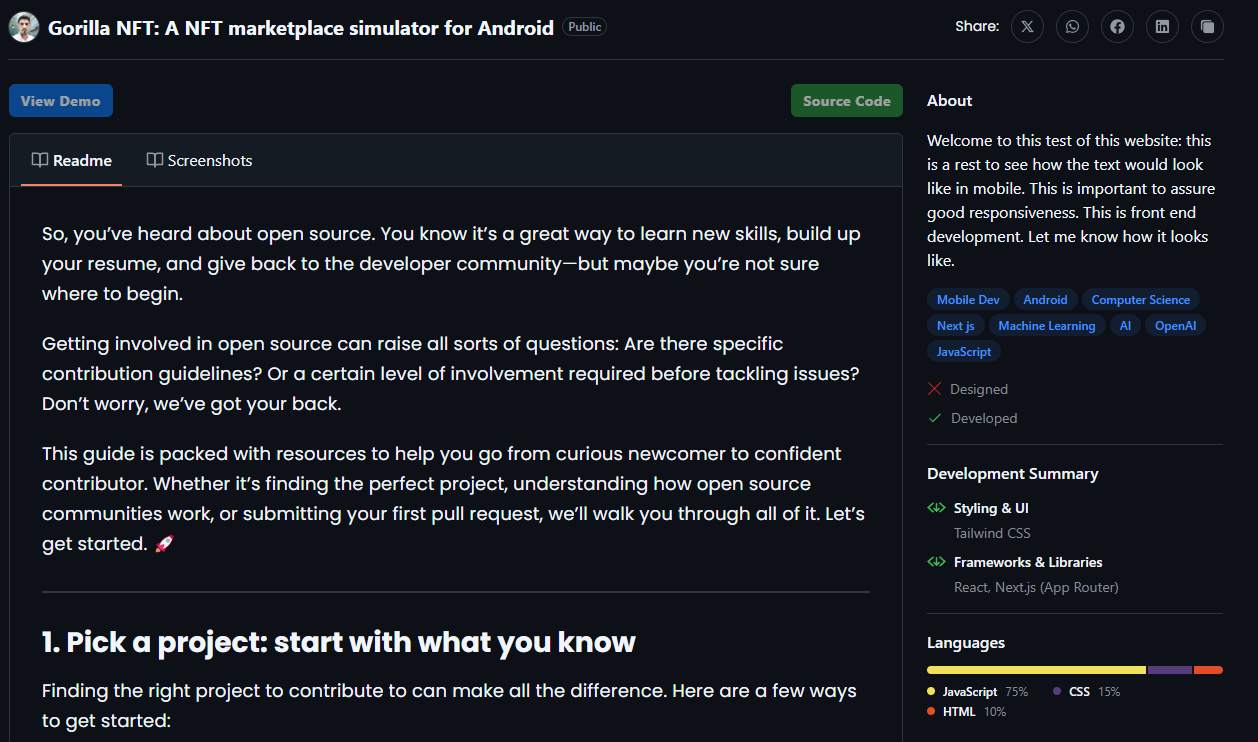 Gorilla NFT: A NFT marketplace simulator for Android Public
Share:
View Demo
Source Code
Readme
Screenshots
So, you’ve heard about open source. You know it’s a great way to learn new skills, build up
your resume, and give back to the developer community—but maybe you’re not sure
where to begin.
Getting involved in open source can raise all sorts of questions: Are there specific
contribution guidelines? Or a certain level of involvement required before tackling issues?
Don’t worry, we’ve got your back.
This guide is packed with resources to help you go from curious newcomer to confident
contributor. Whether it’s finding the perfect project, understanding how open source
communities work, or submitting your first pull request, we’ll walk you through all of it. Let’s
get started. 🚀
1. Pick a project: start with what you know
Finding the right project to contribute to can make all the difference. Here are a few ways
to get started:
About
Welcome to this test of this website: this
is a rest to see how the text would look
like in mobile. This is important to assure
good responsiveness. This is front end
development. Let me know how it looks
like.
Mobile Dev Android Computer Science
Next js Machine Learning AI OpenAI
JavaScript
Designed
Developed
Development Summary
Styling & UI
Tailwind CSS
Frameworks & Libraries
React, Next.js (App Router)
Languages
JavaScript 75% CSS 15%
HTML 10%